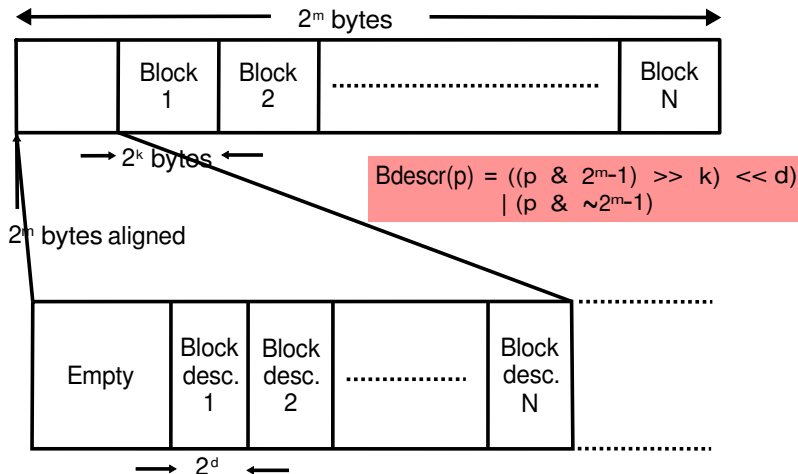 2ᵐ bytes
Block 1
Block 2
Block N
2ᵏ bytes
Bdescr(p) = ((p & 2ᵐ-1) >> k) << d)
| (p & ~2ᵐ-1)
2ᵐ bytes aligned
Empty
Block desc. 1
Block desc. 2
Block desc. N
2ᵈ